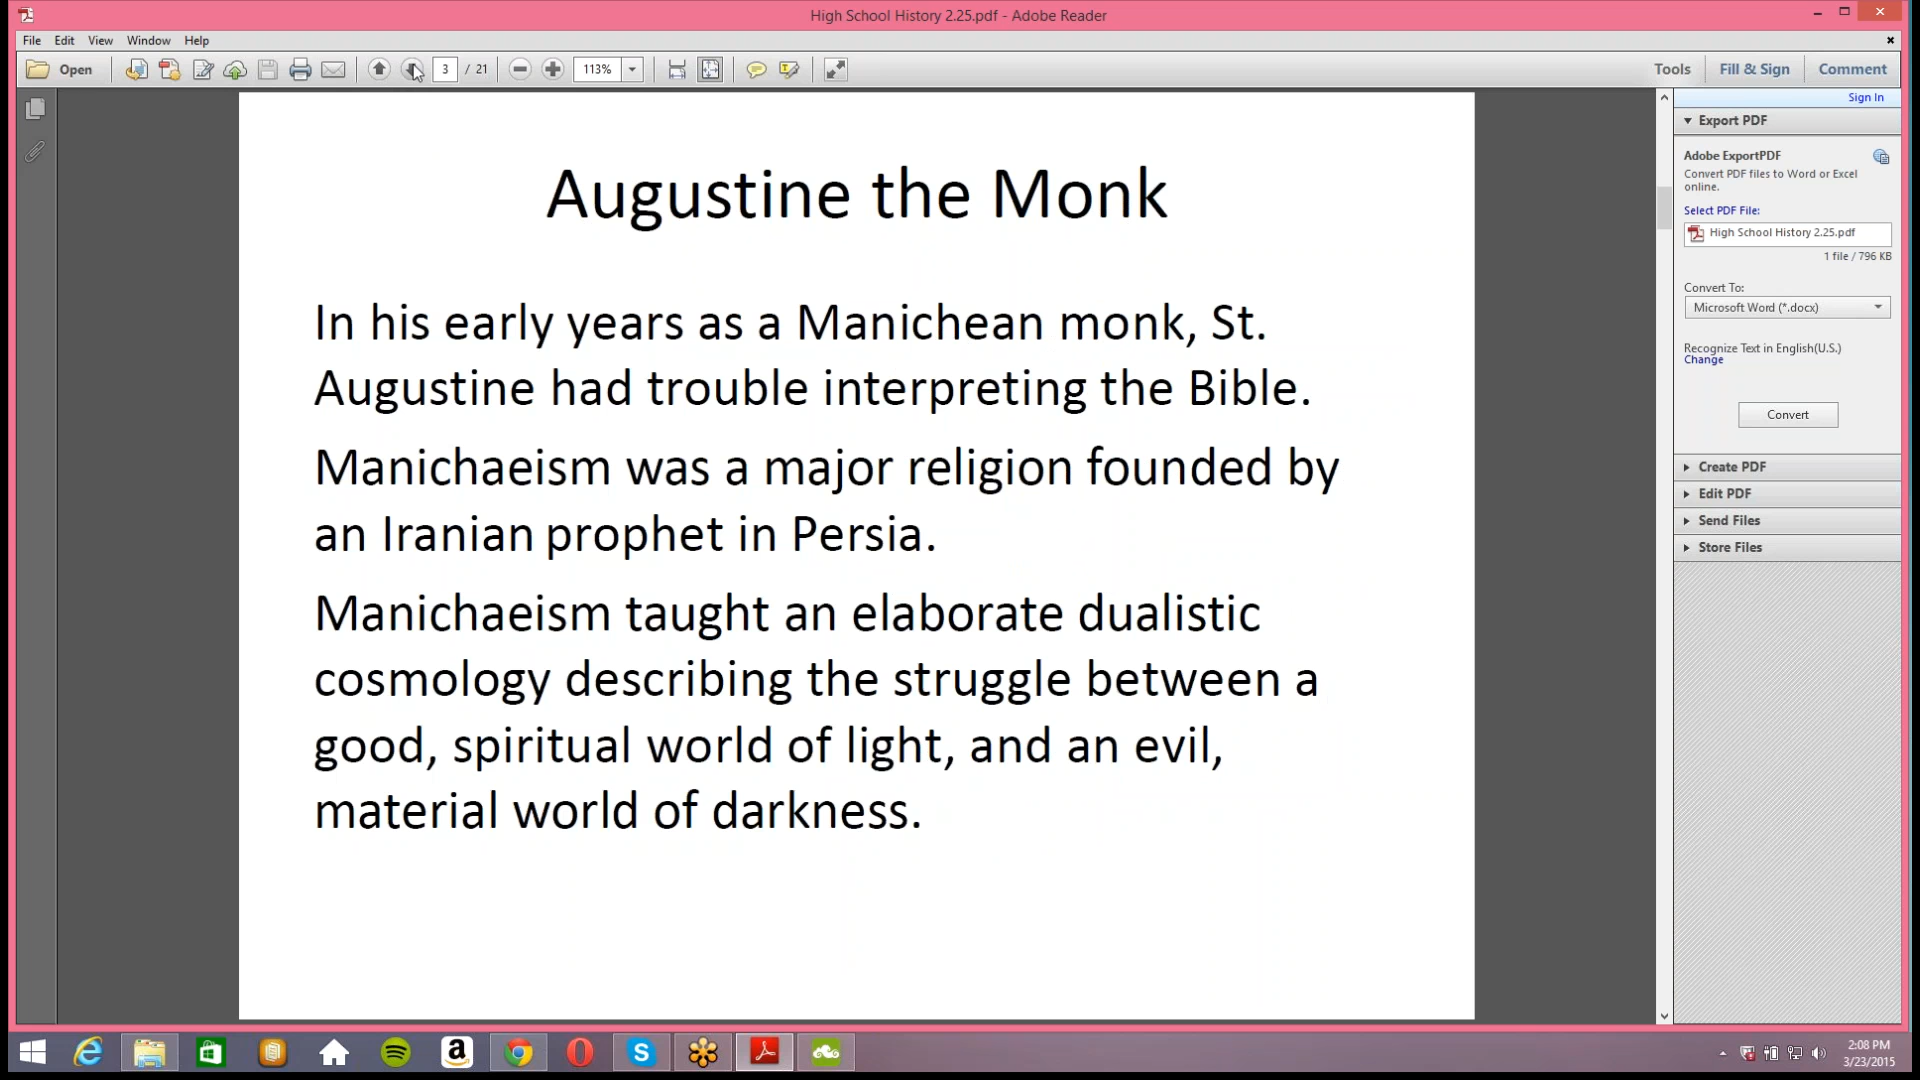 High School History 2.25.pdf - Adobe Reader
File Edit View Window Help
Open 3 / 21 113% Tools Fill & Sign Comment
Sign In
Export PDF
Adobe ExportPDF
Convert PDF files to Word or Excel
online.
Select PDF File:
High School History 2.25.pdf
1 file / 796 KB
Convert To:
Microsoft Word (*.docx)
Recognize Text in English(U.S.)
Change
Convert
Create PDF
Edit PDF
Send Files
Store Files
Augustine the Monk
In his early years as a Manichean monk, St.
Augustine had trouble interpreting the Bible.
Manichaeism was a major religion founded by
an Iranian prophet in Persia.
Manichaeism taught an elaborate dualistic
cosmology describing the struggle between a
good, spiritual world of light, and an evil,
material world of darkness.
2:08 PM
3/23/2015